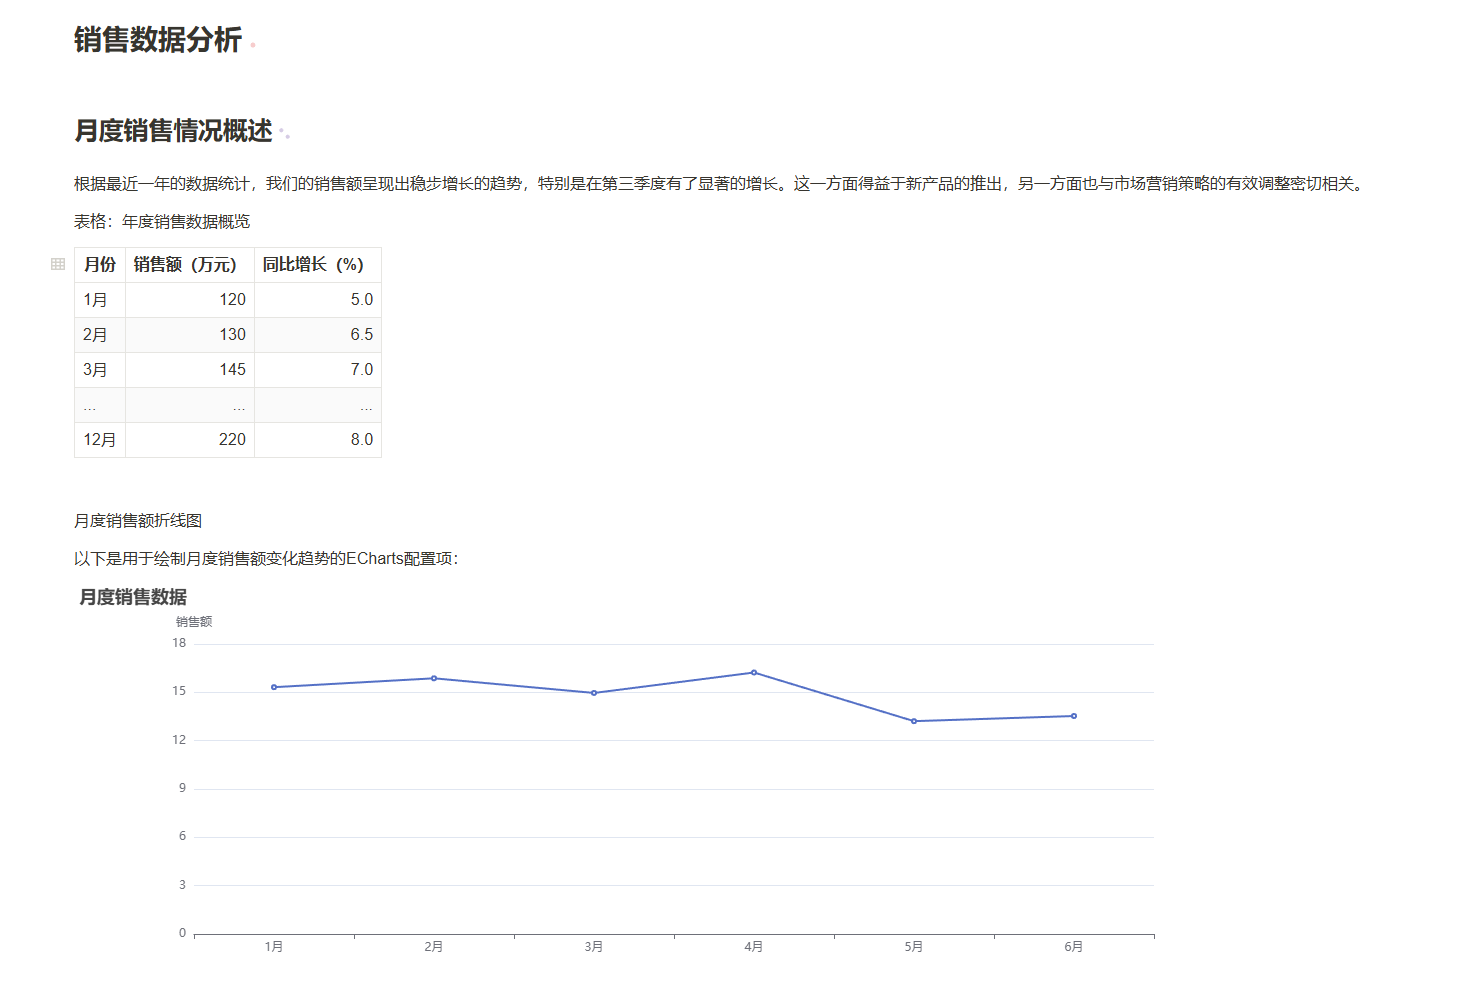 销售数据分析
月度销售情况概述
根据最近一年的数据统计，我们的销售额呈现出稳步增长的趋势，特别是在第三季度有了显著的增长。这一方面得益于新产品的推出，另一方面也与市场营销策略的有效调整密切相关。
表格：年度销售数据概览
月份 销售额（万元） 同比增长（%）
1月 120 5.0
2月 130 6.5
3月 145 7.0
... ... ...
12月 220 8.0
月度销售额折线图
以下是用于绘制月度销售额变化趋势的ECharts配置项：
月度销售数据
销售额
18
15
12
9
6
3
0
1月 2月 3月 4月 5月 6月